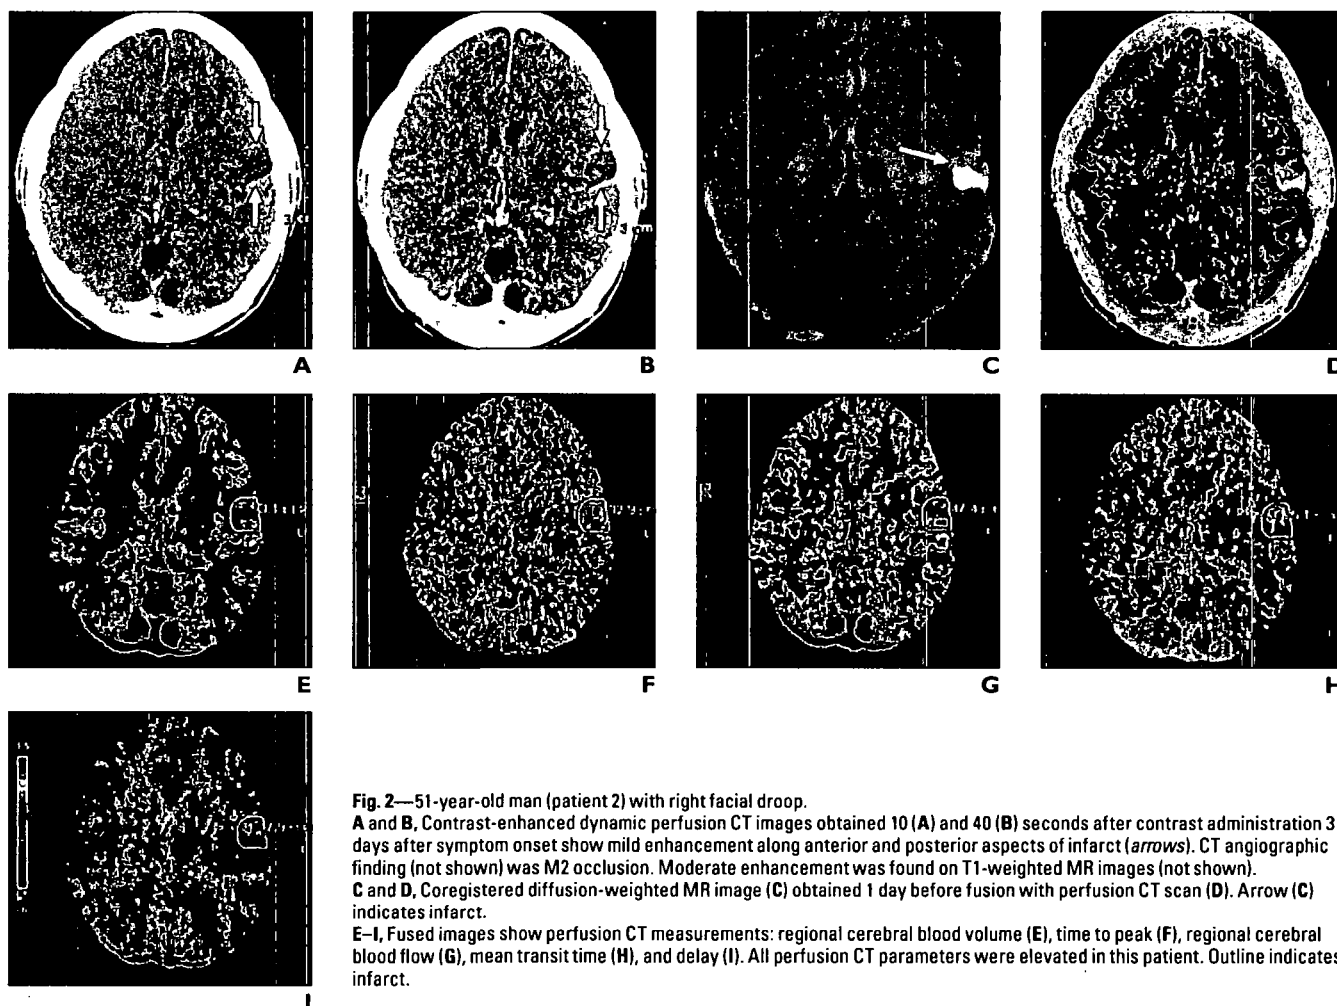 A
B
C
D
E
F
G
H
I
Fig. 2—51-year-old man (patient 2) with right facial droop.
A and B, Contrast-enhanced dynamic perfusion CT images obtained 10 (A) and 40 (B) seconds after contrast administration 3
days after symptom onset show mild enhancement along anterior and posterior aspects of infarct (arrows). CT angiographic
finding (not shown) was M2 occlusion. Moderate enhancement was found on T1-weighted MR images (not shown).
C and D, Coregistered diffusion-weighted MR image (C) obtained 1 day before fusion with perfusion CT scan (D). Arrow (C)
indicates infarct.
E–I, Fused images show perfusion CT measurements: regional cerebral blood volume (E), time to peak (F), regional cerebral
blood flow (G), mean transit time (H), and delay (I). All perfusion CT parameters were elevated in this patient. Outline indicates
infarct.